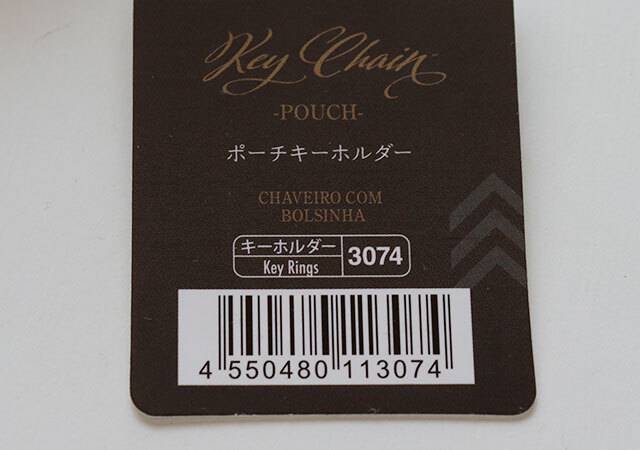 Key Chain
-POUCH-
ポーチキーホルダー
CHAVEIRO COM
BOLSINHA
キーホルダー
Key Rings
3074
4 550480 113074